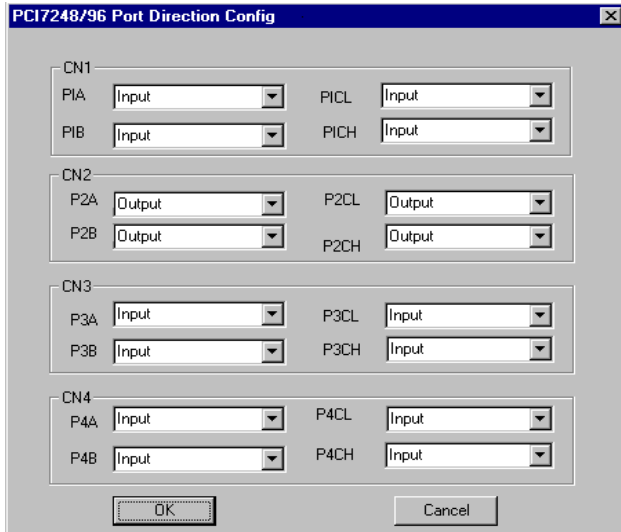 PCI7248/96 Port Direction Config
CN1
PIA Input PICL Input
PIB Input PICH Input
CN2
P2A Output P2CL Output
P2B Output P2CH Output
CN3
P3A Input P3CL Input
P3B Input P3CH Input
CN4
P4A Input P4CL Input
P4B Input P4CH Input
OK Cancel